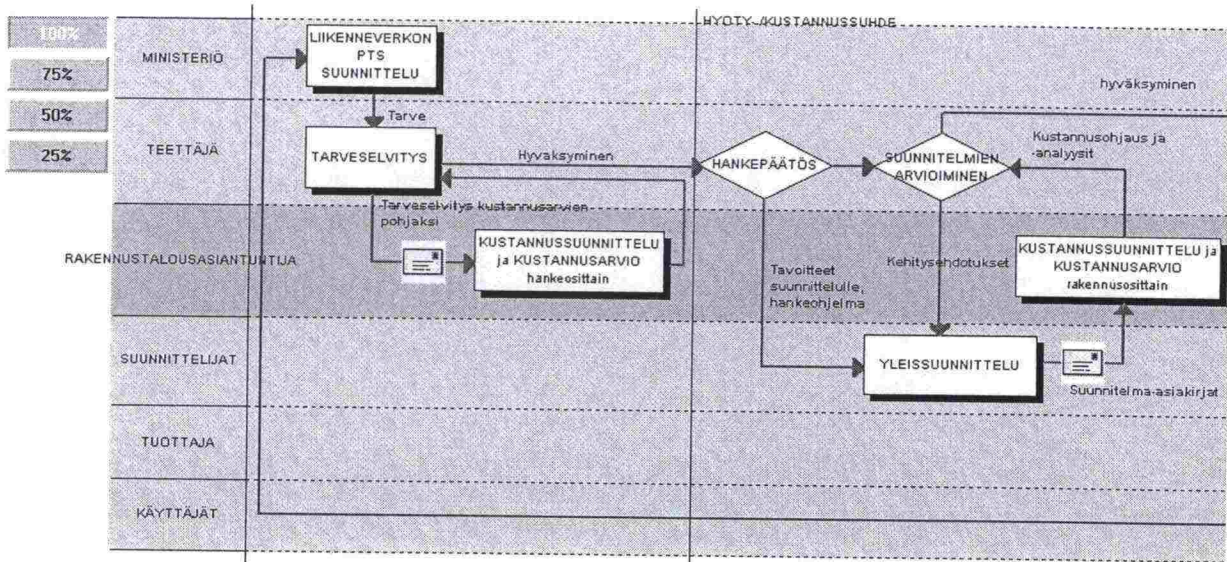 100%
75%
50%
25%
HYÖTY-/KUSTANNUSSUHDE
MINISTERIÖ
LIIKENNEVERKON
PTS
SUUNNITTELU
hyväksyminen
TEETTÄJÄ
Tarve
TARVESELVITYS
Hyväksyminen
HANKEPÄÄTÖS
SUUNNITELMIEN
ARVIOIMINEN
Kustannusohjaus ja
-analyysit
Tarveselvitys kustannusarvien
pohjaksi
RAKENNUSTALOUSASIANTUNTIJA
KUSTANNUSSUUNNITTELU
ja KUSTANNUSARVIO
hankeosittain
Tavoitteet
suunnittelulle,
hankeohjelma
Kehitysehdotukset
KUSTANNUSSUUNNITTELU ja
KUSTANNUSARVIO
rakennusosittain
SUUNNITTELIJAT
YLEISSUUNNITTELU
Suunnitelma-asiakirjat
TUOTTAJA
KÄYTTÄJÄT